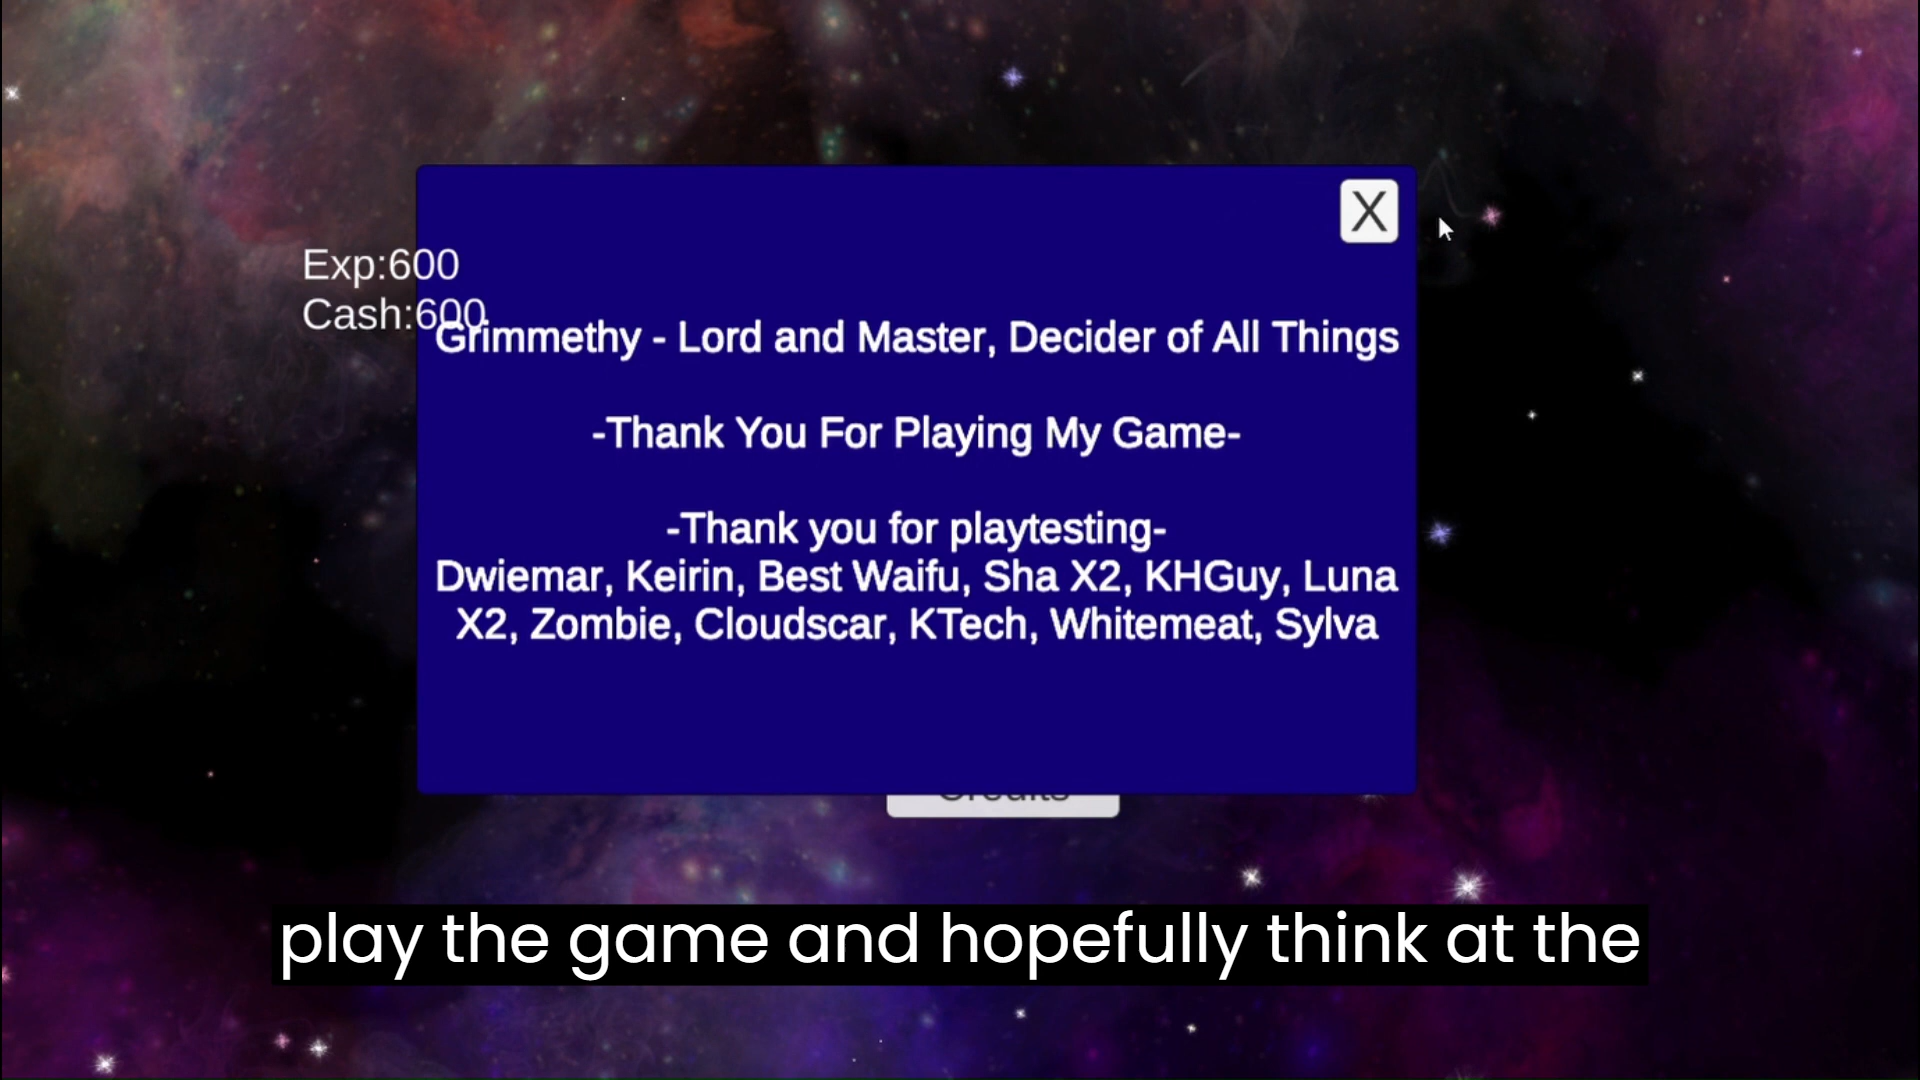 X
Exp:600
Cash:600
Grimmethy - Lord and Master, Decider of All Things
-Thank You For Playing My Game-
-Thank you for playtesting-
Dwiemar, Keirin, Best Waifu, Sha X2, KHGuy, Luna
X2, Zombie, Cloudscar, KTech, Whitemeat, Sylva
Credits
play the game and hopefully think at the